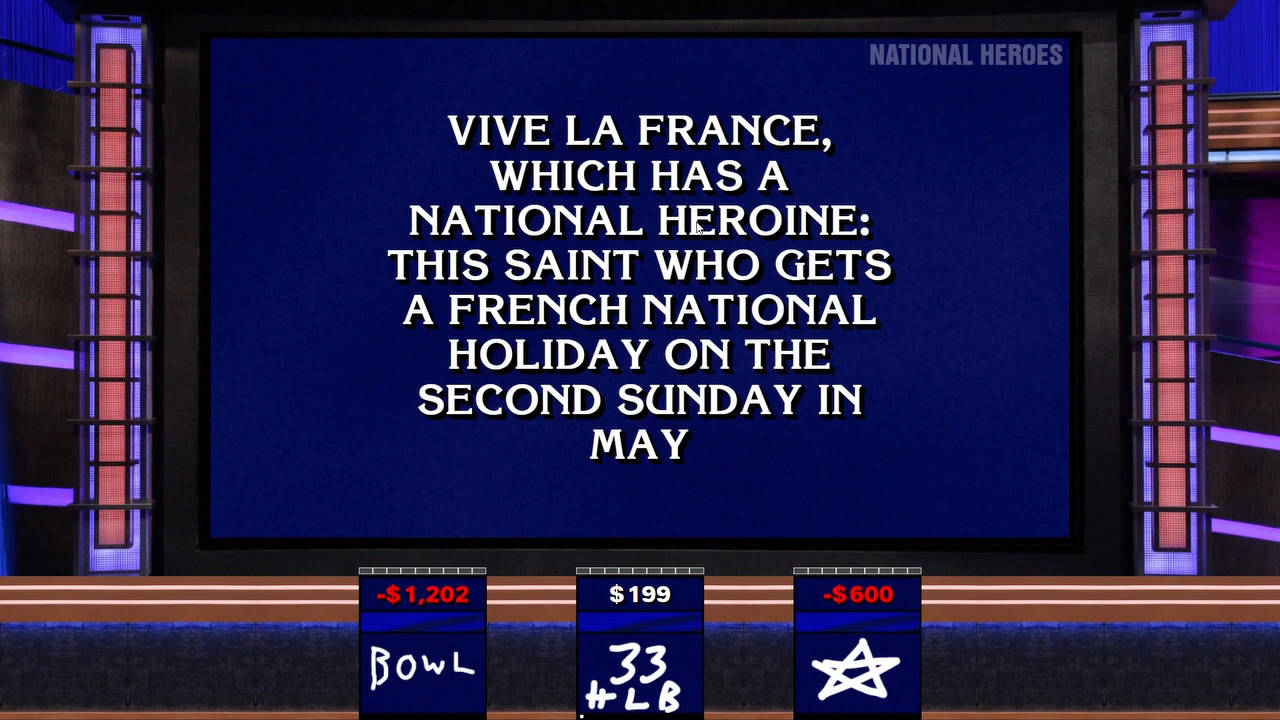 NATIONAL HEROES
VIVE LA FRANCE,
WHICH HAS A
NATIONAL HEROINE:
THIS SAINT WHO GETS
A FRENCH NATIONAL
HOLIDAY ON THE
SECOND SUNDAY IN
MAY
-$1,202
$199
-$600
BOWL
33
HLB